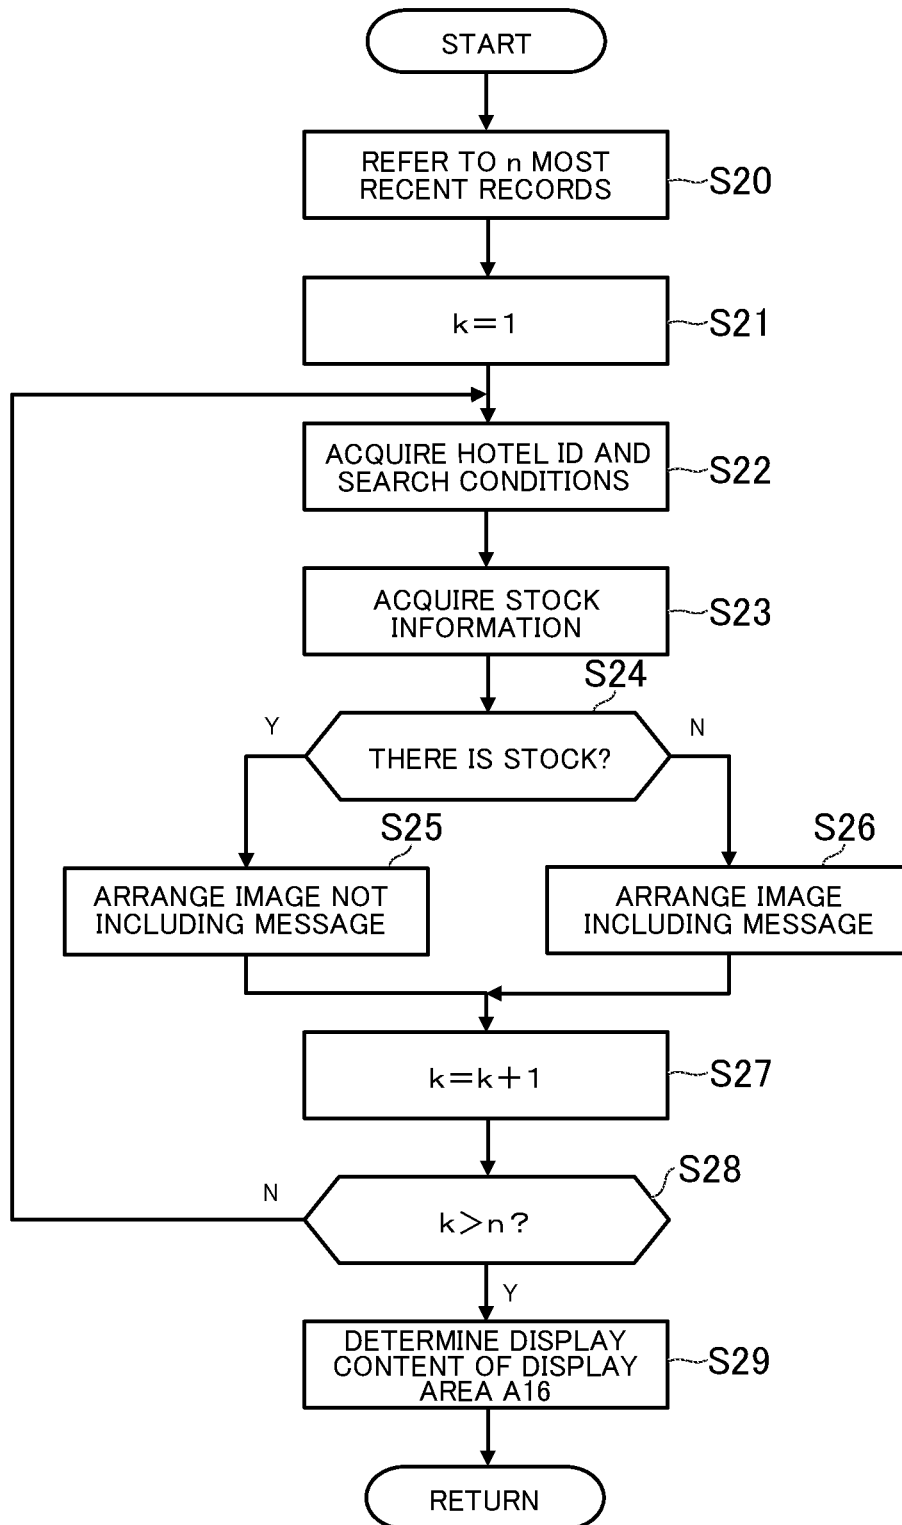 START
REFER TO n MOST
RECENT RECORDS
S20
k=1
S21
ACQUIRE HOTEL ID AND
SEARCH CONDITIONS
S22
ACQUIRE STOCK
INFORMATION
S23
S24
Y
N
THERE IS STOCK?
S25
S26
ARRANGE IMAGE NOT
INCLUDING MESSAGE
ARRANGE IMAGE
INCLUDING MESSAGE
k=k+1
S27
S28
N
k>n?
Y
DETERMINE DISPLAY
CONTENT OF DISPLAY
AREA A16
S29
RETURN